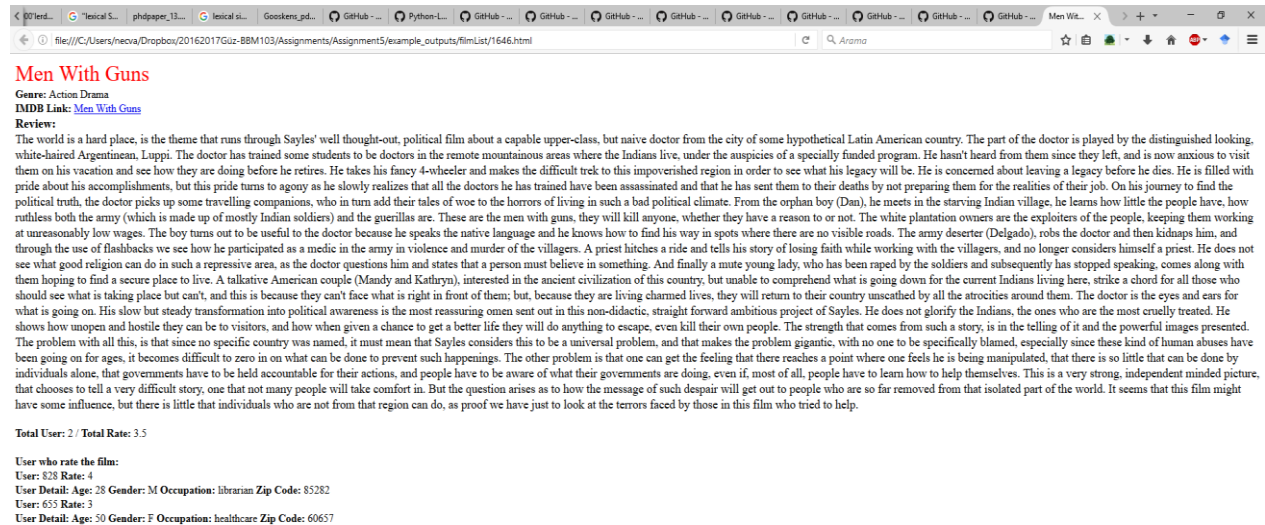 00'lerd...
"lexical S...
phdpaper_13....
lexical si...
Gooskens_pd...
GitHub - ...
Python-L...
GitHub - ...
GitHub - ...
GitHub - ...
GitHub - ...
GitHub - ...
GitHub - ...
GitHub - ...
GitHub - ...
GitHub - ...
Men Wit...
file:///C:/Users/necva/Dropbox/20162017Güz-BBM103/Assignments/Assignment5/example_outputs/filmList/1646.html
Arama
ABP
Men With Guns
Genre: Action Drama
IMDB Link: Men With Guns
Review:
The world is a hard place, is the theme that runs through Sayles' well thought-out, political film about a capable upper-class, but naive doctor from the city of some hypothetical Latin American country. The part of the doctor is played by the distinguished looking,
white-haired Argentinean, Luppi. The doctor has trained some students to be doctors in the remote mountainous areas where the Indians live, under the auspicies of a specially funded program. He hasn't heard from them since they left, and is now anxious to visit
them on his vacation and see how they are doing before he retires. He takes his fancy 4-wheeler and makes the difficult trek to this impoverished region in order to see what his legacy will be. He is concerned about leaving a legacy before he dies. He is filled with
pride about his accomplishments, but this pride turns to agony as he slowly realizes that all the doctors he has trained have been assassinated and that he has sent them to their deaths by not preparing them for the realities of their job. On his journey to find the
political truth, the doctor picks up some travelling companions, who in turn add their tales of woe to the horrors of living in such a bad political climate. From the orphan boy (Dan), he meets in the starving Indian village, he learns how little the people have, how
ruthless both the army (which is made up of mostly Indian soldiers) and the guerillas are. These are the men with guns, they will kill anyone, whether they have a reason to or not. The white plantation owners are the exploiters of the people, keeping them working
at unreasonably low wages. The boy turns out to be useful to the doctor because he speaks the native language and he knows how to find his way in spots where there are no visible roads. The army deserter (Delgado), robs the doctor and then kidnaps him, and
through the use of flashbacks we see how he participated as a medic in the army in violence and murder of the villagers. A priest hitches a ride and tells his story of losing faith while working with the villagers, and no longer considers himself a priest. He does not
see what good religion can do in such a repressive area, as the doctor questions him and states that a person must believe in something. And finally a mute young lady, who has been raped by the soldiers and subsequently has stopped speaking, comes along with
them hoping to find a secure place to live. A talkative American couple (Mandy and Kathryn), interested in the ancient civilization of this country, but unable to comprehend what is going down for the current Indians living here, strike a chord for all those who
should see what is taking place but can't, and this is because they can't face what is right in front of them; but, because they are living charmed lives, they will return to their country unscathed by all the atrocities around them. The doctor is the eyes and ears for
what is going on. His slow but steady transformation into political awareness is the most reassuring omen sent out in this non-didactic, straight forward ambitious project of Sayles. He does not glorify the Indians, the ones who are the most cruelly treated. He
shows how unopen and hostile they can be to visitors, and how when given a chance to get a better life they will do anything to escape, even kill their own people. The strength that comes from such a story, is in the telling of it and the powerful images presented.
The problem with all this, is that since no specific country was named, it must mean that Sayles considers this to be a universal problem, and that makes the problem gigantic, with no one to be specifically blamed, especially since these kind of human abuses have
been going on for ages, it becomes difficult to zero in on what can be done to prevent such happenings. The other problem is that one can get the feeling that there reaches a point where one feels he is being manipulated, that there is so little that can be done by
individuals alone, that governments have to be held accountable for their actions, and people have to be aware of what their governments are doing, even if, most of all, people have to learn how to help themselves. This is a very strong, independent minded picture,
that chooses to tell a very difficult story, one that not many people will take comfort in. But the question arises as to how the message of such despair will get out to people who are so far removed from that isolated part of the world. It seems that this film might
have some influence, but there is little that individuals who are not from that region can do, as proof we have just to look at the terrors faced by those in this film who tried to help.
Total User: 2 / Total Rate: 3.5
User who rate the film:
User: 828 Rate: 4
User Detail: Age: 28 Gender: M Occupation: librarian Zip Code: 85282
User: 655 Rate: 3
User Detail: Age: 50 Gender: F Occupation: healthcare Zip Code: 60657